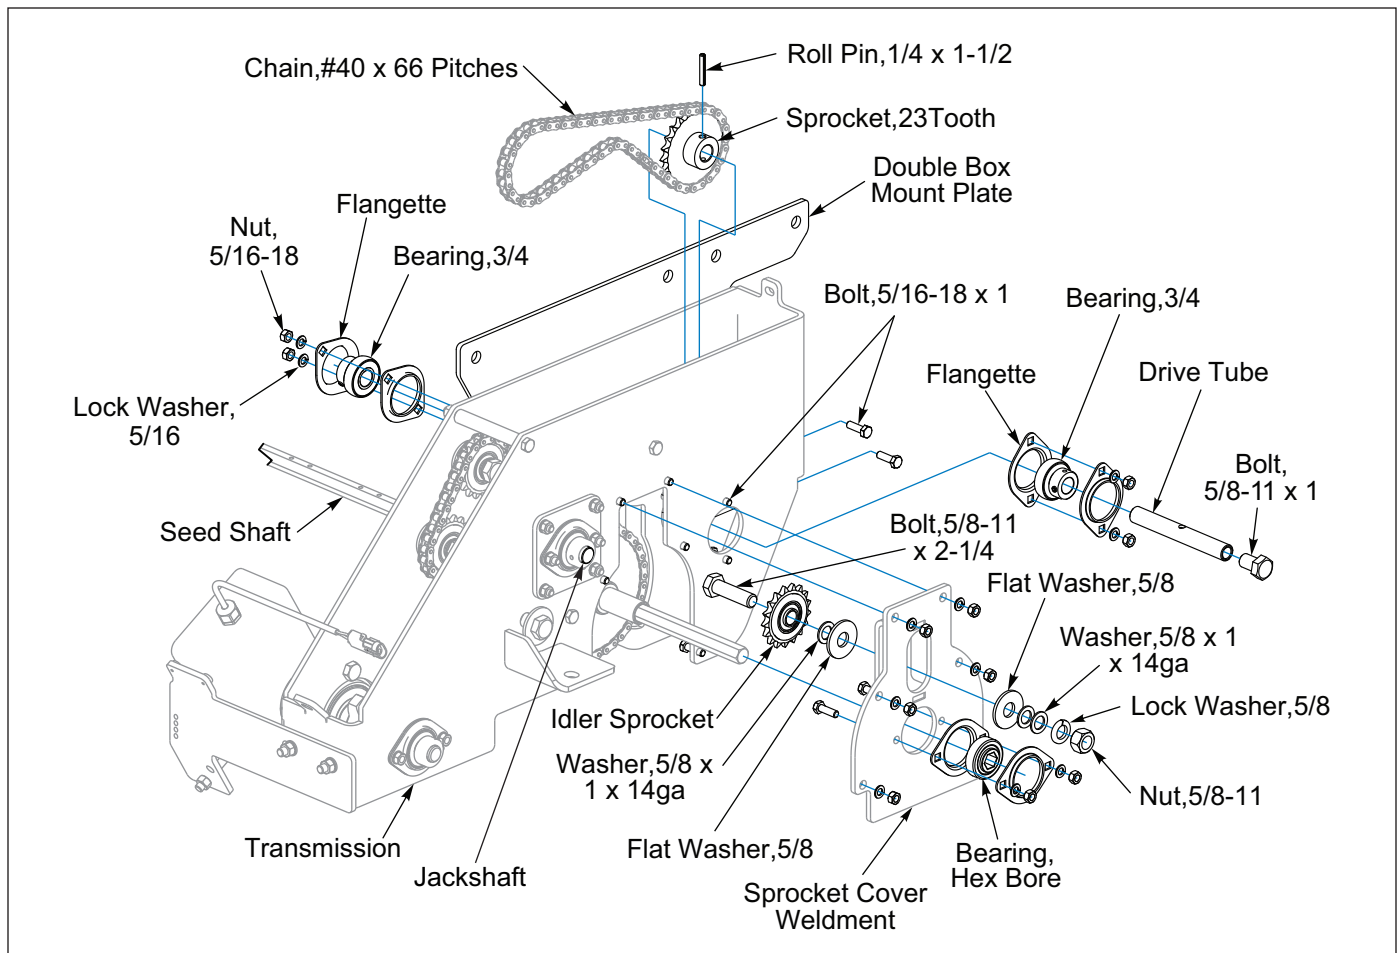 Roll Pin,1/4 x 1-1/2
Chain,#40 x 66 Pitches
Sprocket,23Tooth
Double Box
Mount Plate
Flangette
Nut,
5/16-18
Bearing,3/4
Bolt,5/16-18 x 1
Bearing,3/4
Flangette
Drive Tube
Lock Washer,
5/16
Bolt,
5/8-11 x 1
Seed Shaft
Bolt,5/8-11
x 2-1/4
Flat Washer,5/8
Washer,5/8 x 1
x 14ga
Lock Washer,5/8
Idler Sprocket
Washer,5/8 x
1 x 14ga
Nut,5/8-11
Transmission
Flat Washer,5/8
Bearing,
Hex Bore
Jackshaft
Sprocket Cover
Weldment